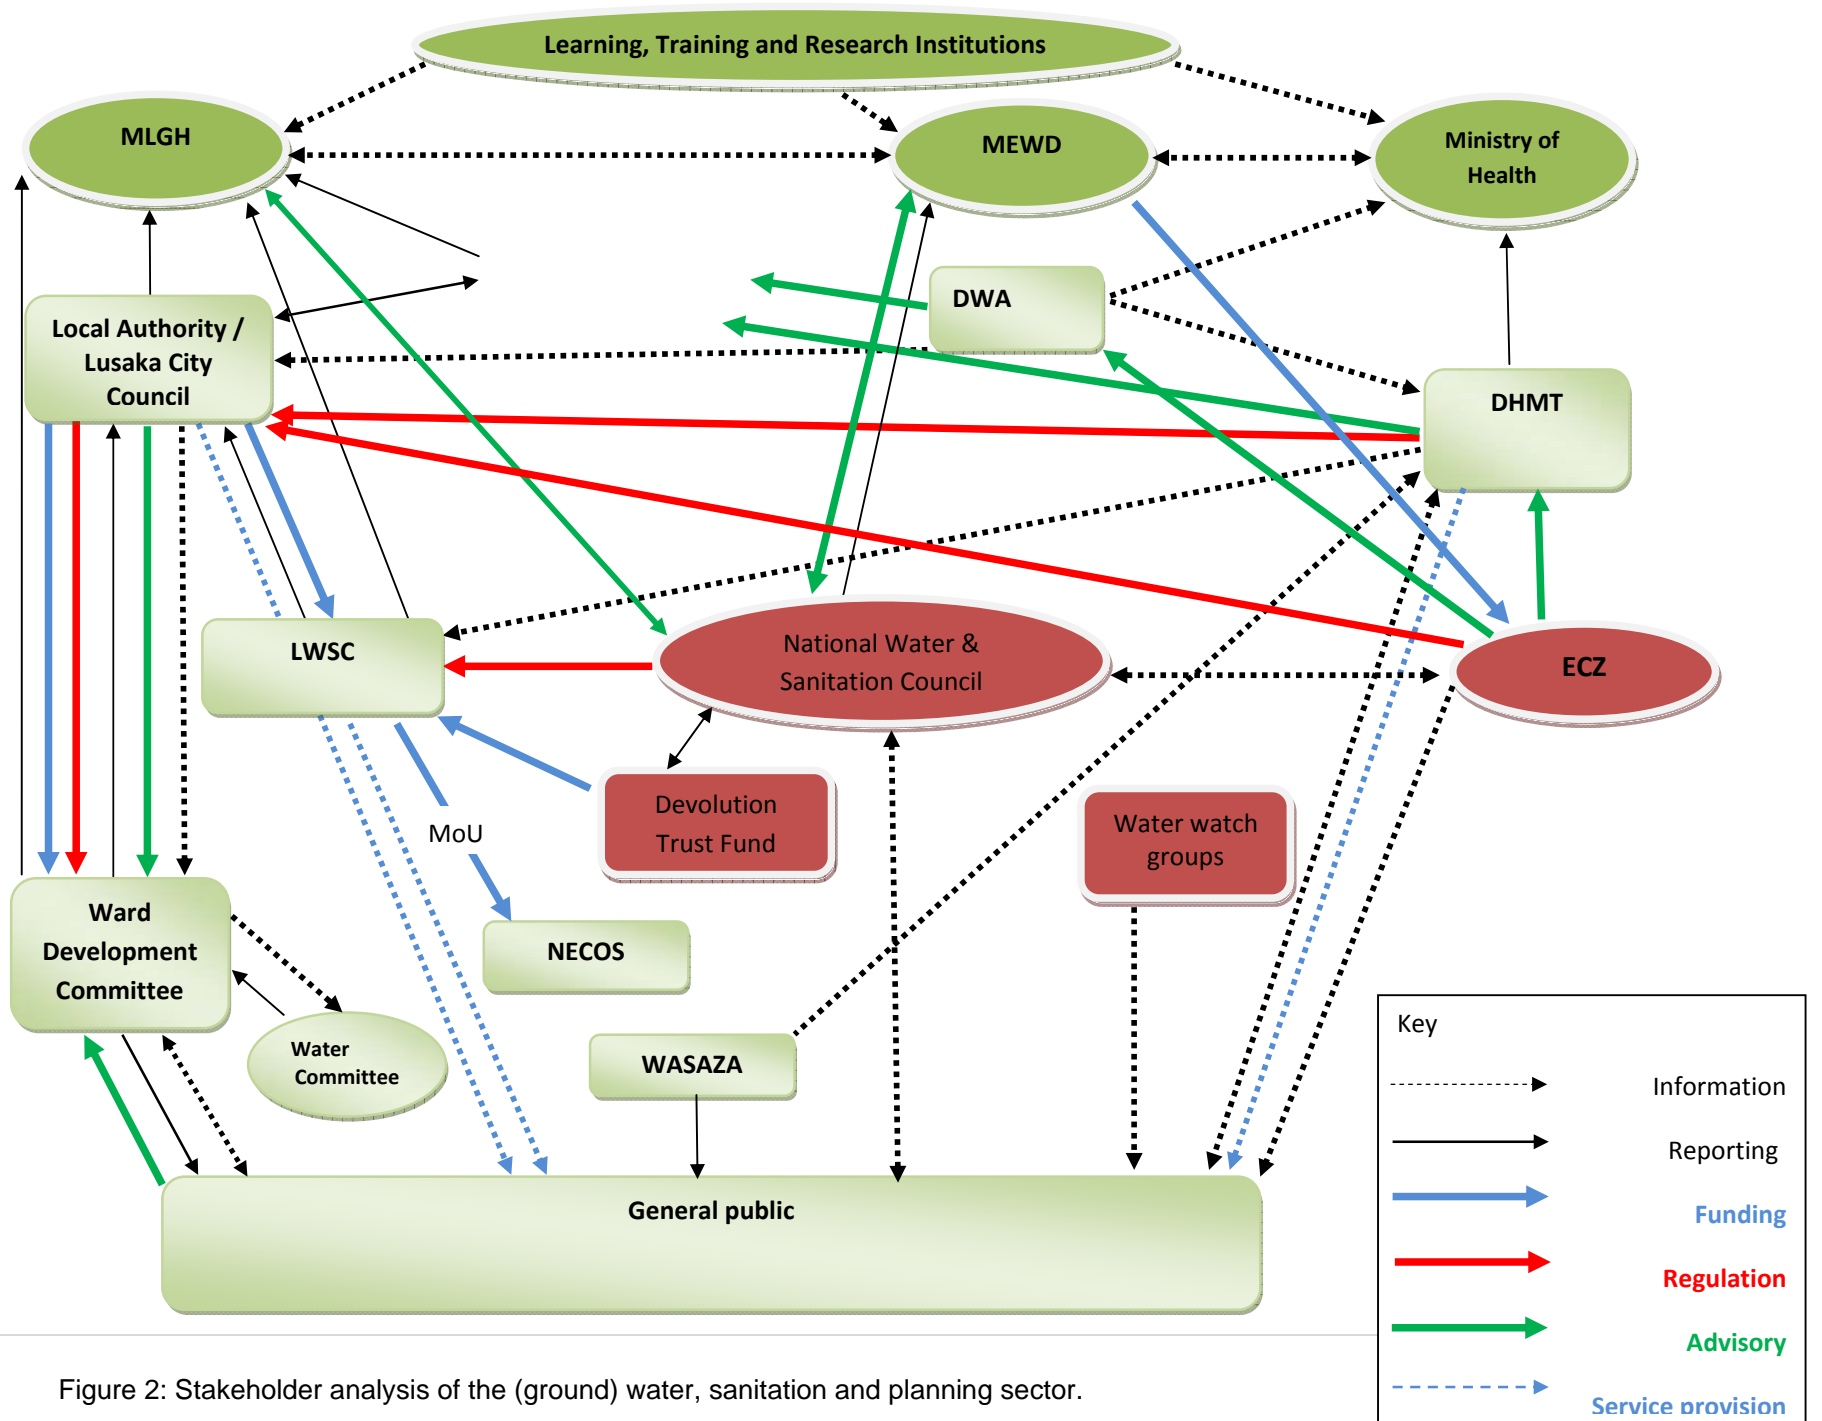 Learning, Training and Research Institutions
MLGH
MEWD
Ministry of
Health
DWA
Local Authority /
Lusaka City
Council
DHMT
LWSC
National Water &
Sanitation Council
ECZ
Devolution
Trust Fund
Water watch
groups
MoU
Ward
Development
Committee
NECOS
Water
Committee
WASAZA
General public
Key
Information
Reporting
Funding
Regulation
Advisory
Service provision
Figure 2: Stakeholder analysis of the (ground) water, sanitation and planning sector.